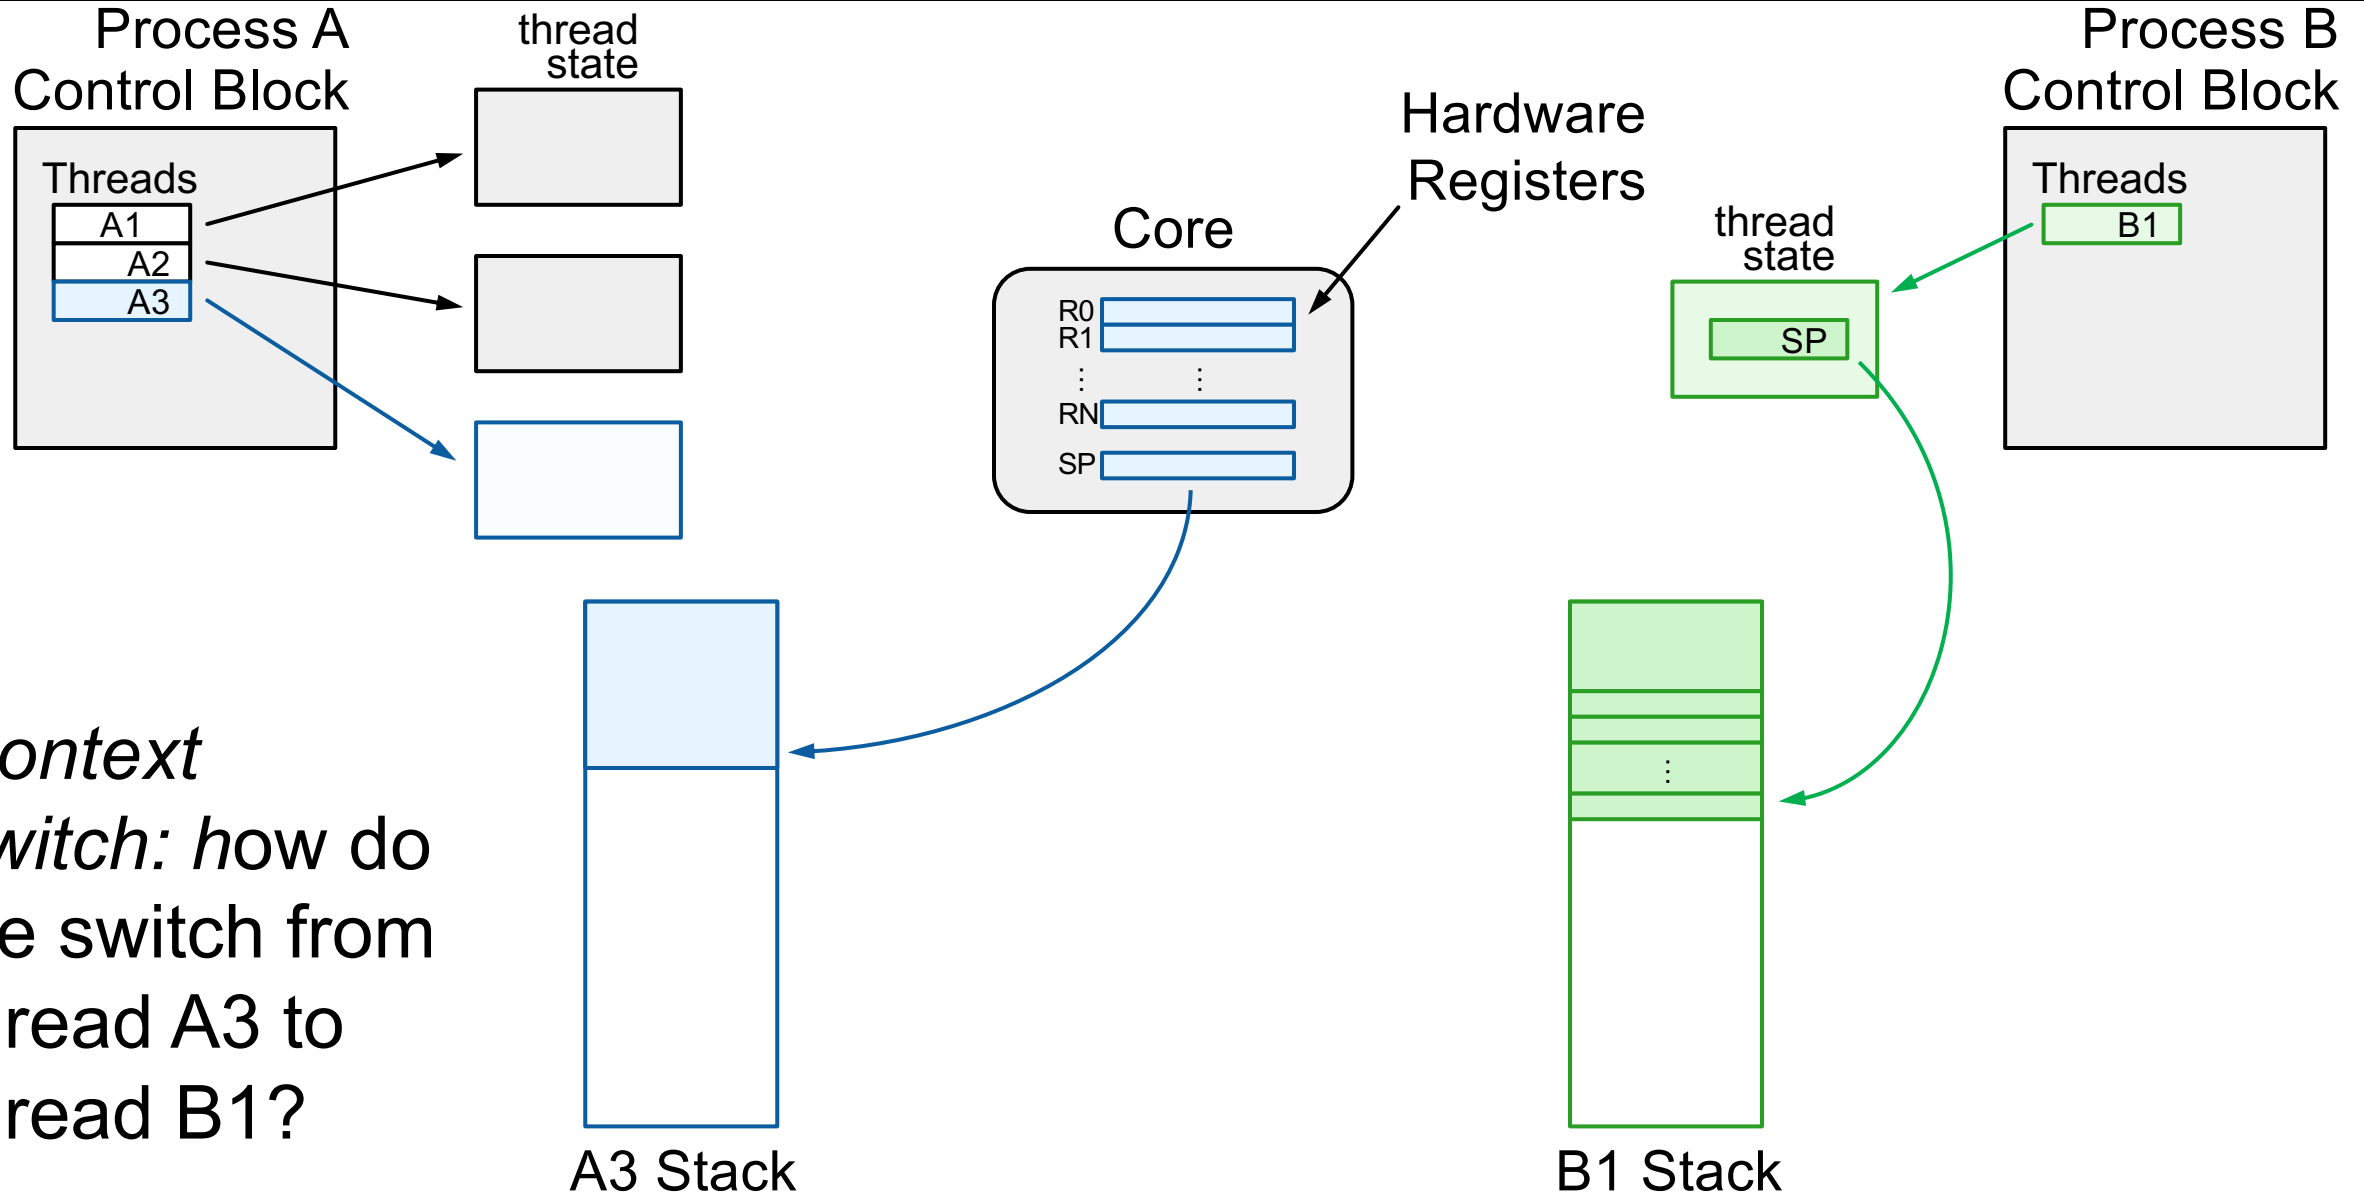 Process A
Control Block
Threads
A1
A2
A3
thread
state
Core
R0
R1
⋮ ⋮
RN
SP
Hardware
Registers
thread
state
SP
Process B
Control Block
Threads
B1
⋮
ontext
witch: how do
e switch from
read A3 to
read B1?
A3 Stack
B1 Stack